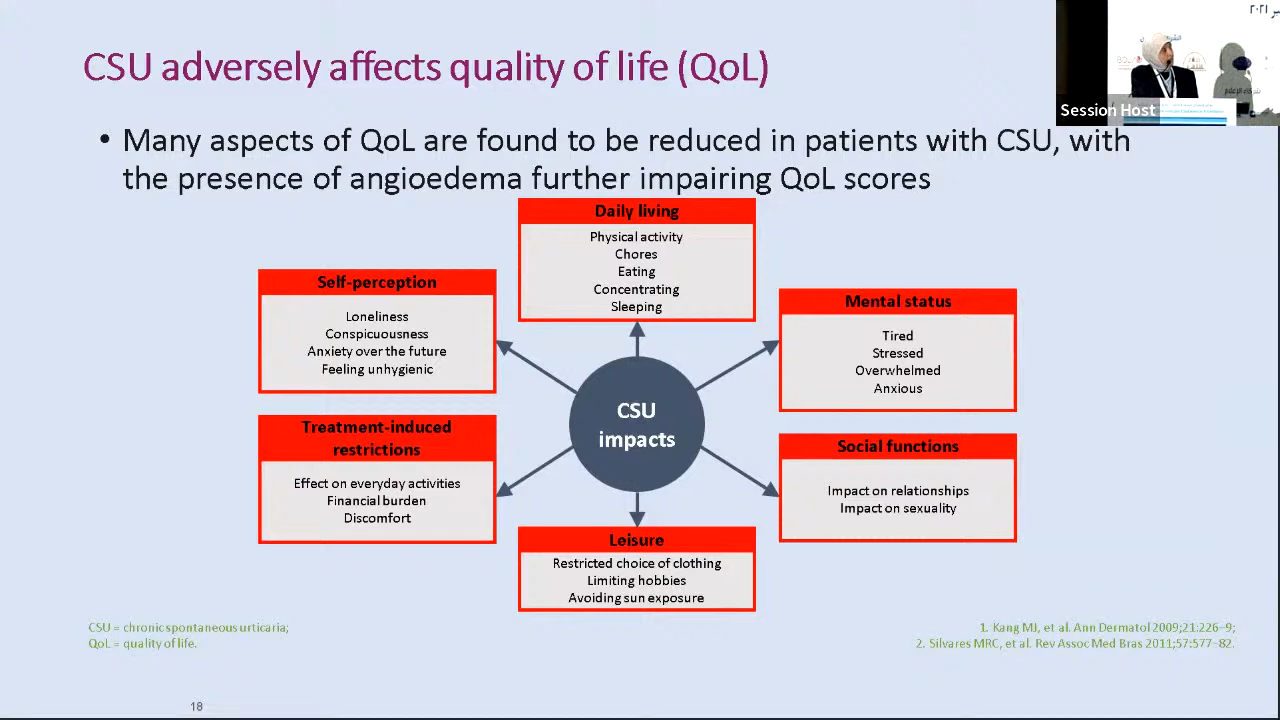 CSU adversely affects quality of life (QoL)
• Many aspects of QoL are found to be reduced in patients with CSU, with
the presence of angioedema further impairing QoL scores
Daily living
Physical activity
Chores
Eating
Concentrating
Sleeping
Self-perception
Loneliness
Conspicuousness
Anxiety over the future
Feeling unhygienic
Mental status
Tired
Stressed
Overwhelmed
Anxious
CSU
impacts
Treatment-induced
restrictions
Effect on everyday activities
Financial burden
Discomfort
Social functions
Impact on relationships
Impact on sexuality
Leisure
Restricted choice of clothing
Limiting hobbies
Avoiding sun exposure
CSU = chronic spontaneous urticaria;
QoL = quality of life.
1. Kang MJ, et al. Ann Dermatol 2009;21:226–9;
2. Silvares MRC, et al. Rev Assoc Med Bras 2011;57:577–82.
18
٢٠٢١
Session Host